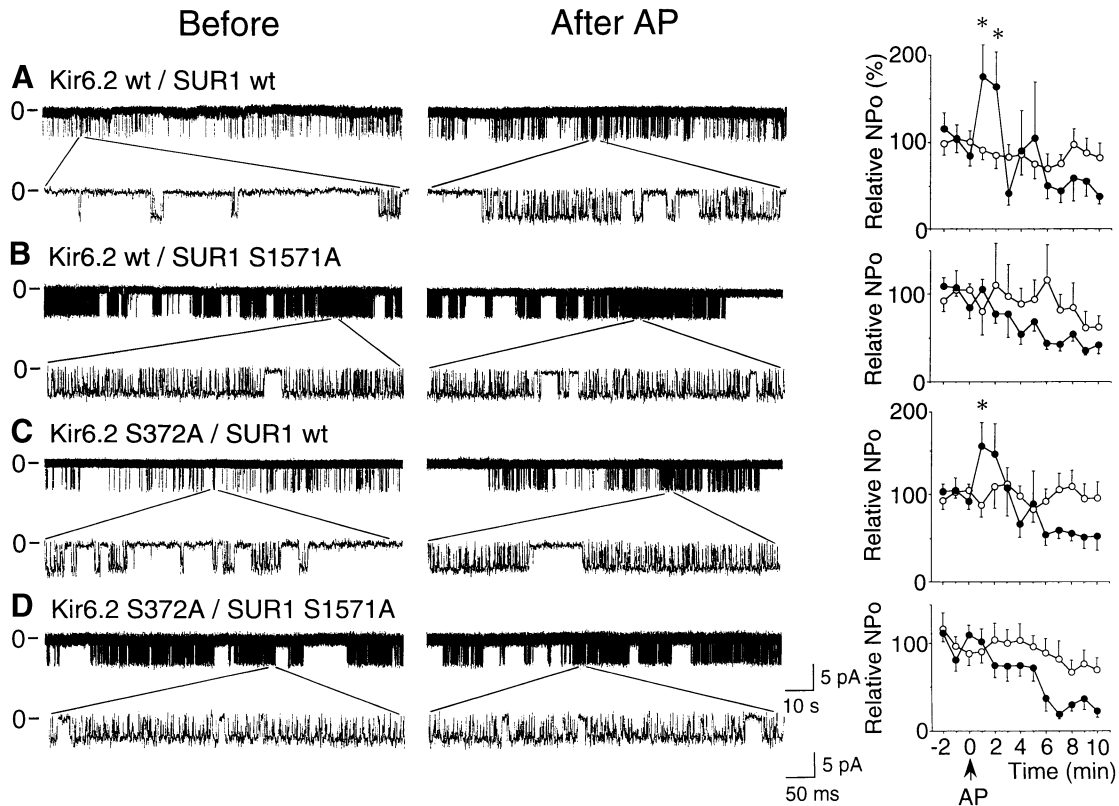 Before
After AP
A Kir6.2 wt / SUR1 wt
0
0
B Kir6.2 wt / SUR1 S1571A
0
0
C Kir6.2 S372A / SUR1 wt
0
0
D Kir6.2 S372A / SUR1 S1571A
0
0
5 pA
10 s
5 pA
50 ms
* *
Relative NPo (%)
200
100
0
Relative NPo
100
0
*
Relative NPo
200
100
0
Relative NPo
100
0
-2 0 2 4 6 8 10
Time (min)
AP